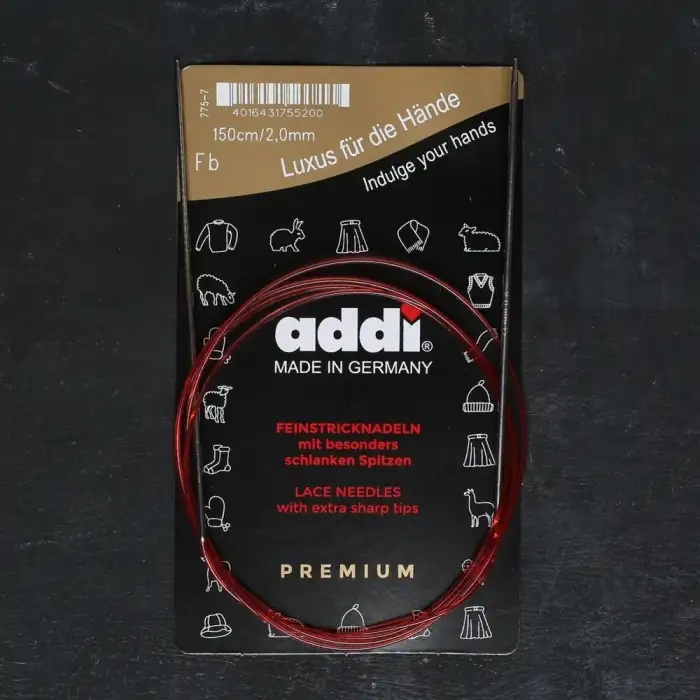 775-7
4016431755200
150cm/2,0mm
Fb
Luxus für die Hände
Indulge your hands
addi®
MADE IN GERMANY
FEINSTRICKNADELN
mit besonders
schlanken Spitzen
LACE NEEDLES
with extra sharp tips
PREMIUM